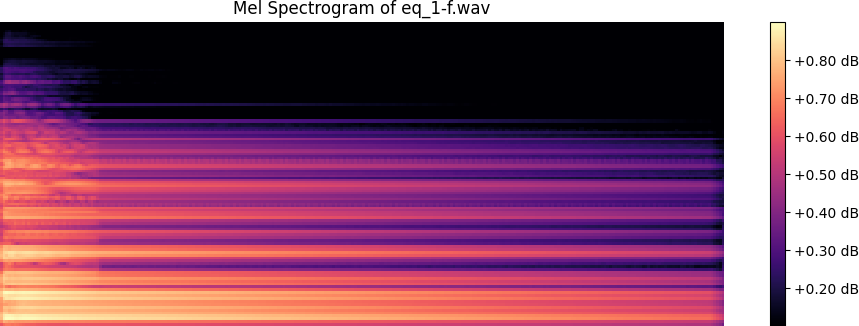 Mel Spectrogram of eq_1-f.wav
+0.80 dB
+0.70 dB
+0.60 dB
+0.50 dB
+0.40 dB
+0.30 dB
+0.20 dB